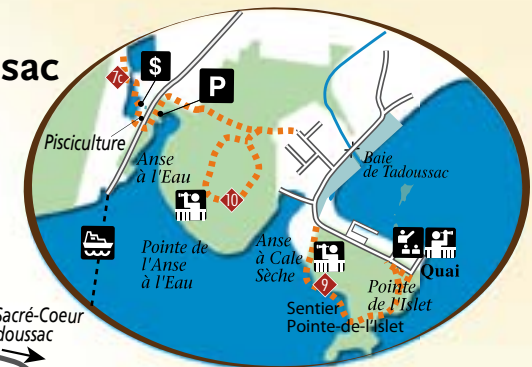 sac
7c
$
P
Pisciculture
Anse
à l'Eau
10
Pointe de
l'Anse
à l'Eau
Baie
de Tadoussac
Anse
à Cale
Sèche
9
Sentier
Pointe-de-l'Islet
Pointe
de l'Islet
Quai
Sacré-Coeur
doussac